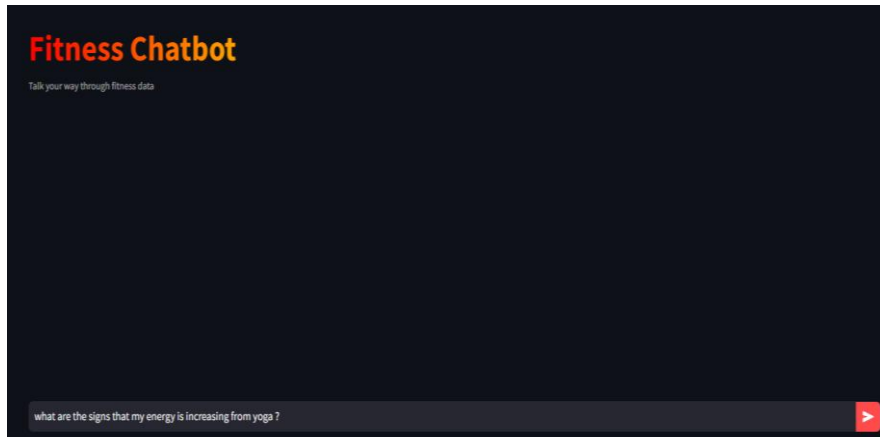 Fitness Chatbot
Talk your way through fitness data
what are the signs that my energy is increasing from yoga ?